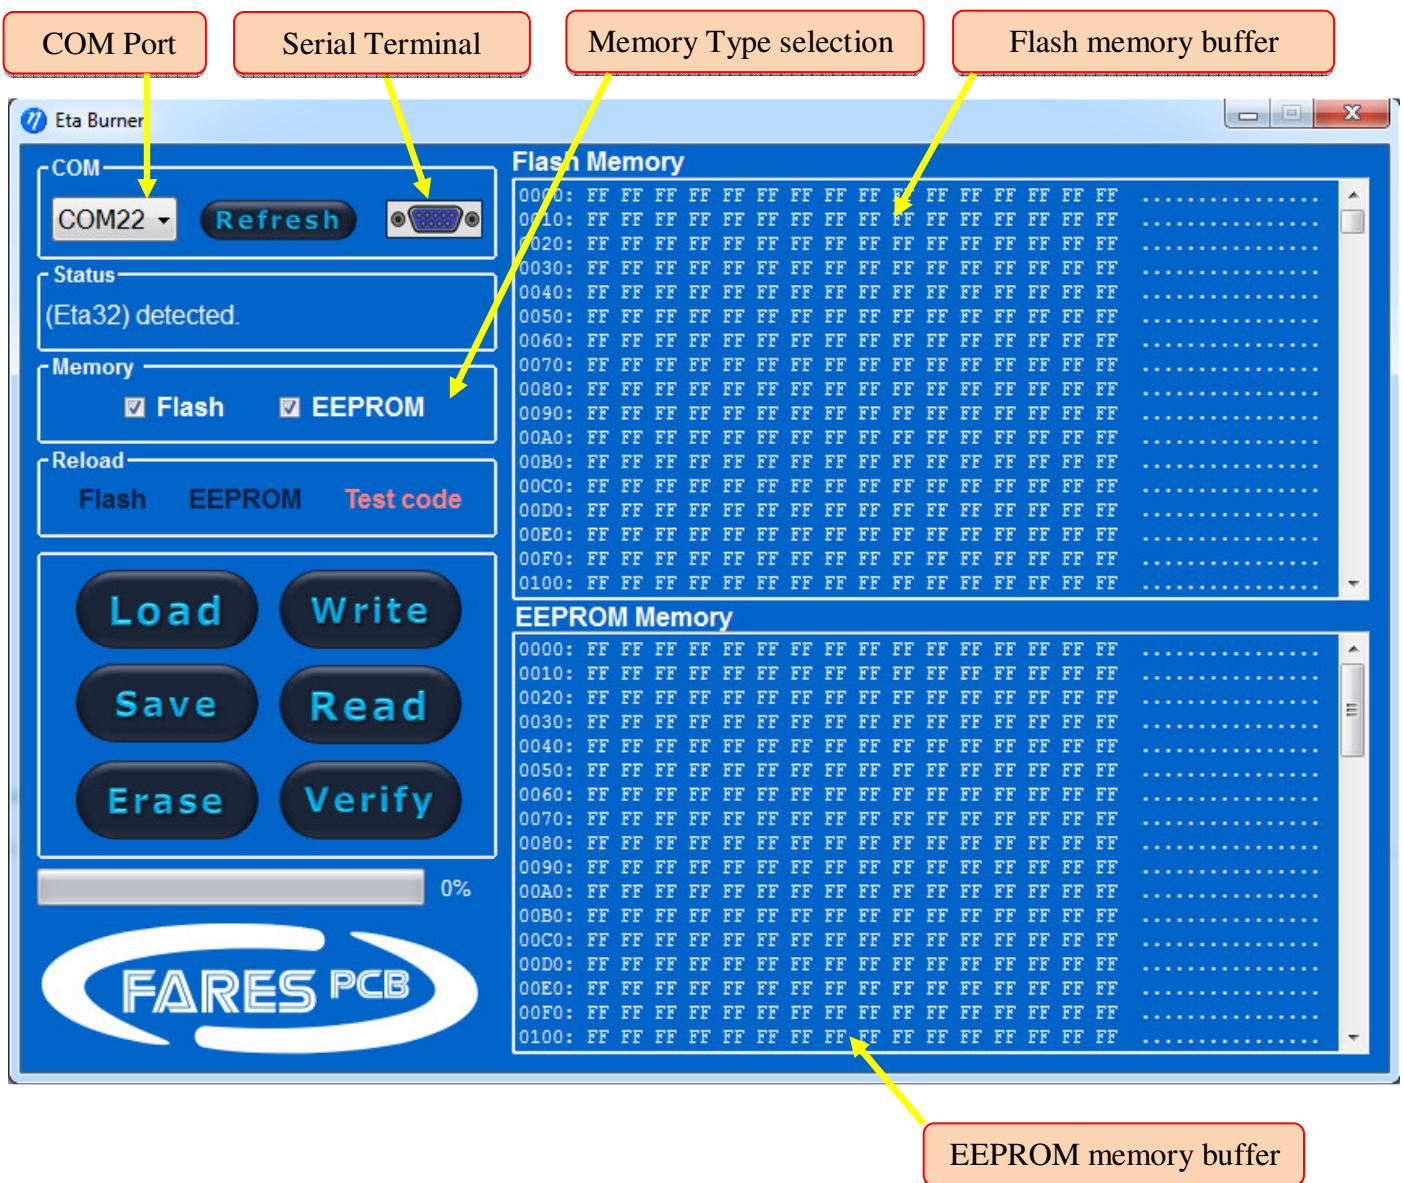 COM Port
Serial Terminal
Memory Type selection
Flash memory buffer
Eta Burner
COM
COM22
Refresh
Status
(Eta32) detected.
Memory
Flash
EEPROM
Reload
Flash
EEPROM
Test code
Load
Write
Save
Read
Erase
Verify
0%
FARES PCB
Flash Memory
0000: FF FF FF FF FF FF FF FF FF FF FF FF FF FF FF FF ................
0010: FF FF FF FF FF FF FF FF FF FF FF FF FF FF FF FF ................
0020: FF FF FF FF FF FF FF FF FF FF FF FF FF FF FF FF ................
0030: FF FF FF FF FF FF FF FF FF FF FF FF FF FF FF FF ................
0040: FF FF FF FF FF FF FF FF FF FF FF FF FF FF FF FF ................
0050: FF FF FF FF FF FF FF FF FF FF FF FF FF FF FF FF ................
0060: FF FF FF FF FF FF FF FF FF FF FF FF FF FF FF FF ................
0070: FF FF FF FF FF FF FF FF FF FF FF FF FF FF FF FF ................
0080: FF FF FF FF FF FF FF FF FF FF FF FF FF FF FF FF ................
0090: FF FF FF FF FF FF FF FF FF FF FF FF FF FF FF FF ................
00A0: FF FF FF FF FF FF FF FF FF FF FF FF FF FF FF FF ................
00B0: FF FF FF FF FF FF FF FF FF FF FF FF FF FF FF FF ................
00C0: FF FF FF FF FF FF FF FF FF FF FF FF FF FF FF FF ................
00D0: FF FF FF FF FF FF FF FF FF FF FF FF FF FF FF FF ................
00E0: FF FF FF FF FF FF FF FF FF FF FF FF FF FF FF FF ................
00F0: FF FF FF FF FF FF FF FF FF FF FF FF FF FF FF FF ................
0100: FF FF FF FF FF FF FF FF FF FF FF FF FF FF FF FF ................
EEPROM Memory
0000: FF FF FF FF FF FF FF FF FF FF FF FF FF FF FF FF ................
0010: FF FF FF FF FF FF FF FF FF FF FF FF FF FF FF FF ................
0020: FF FF FF FF FF FF FF FF FF FF FF FF FF FF FF FF ................
0030: FF FF FF FF FF FF FF FF FF FF FF FF FF FF FF FF ................
0040: FF FF FF FF FF FF FF FF FF FF FF FF FF FF FF FF ................
0050: FF FF FF FF FF FF FF FF FF FF FF FF FF FF FF FF ................
0060: FF FF FF FF FF FF FF FF FF FF FF FF FF FF FF FF ................
0070: FF FF FF FF FF FF FF FF FF FF FF FF FF FF FF FF ................
0080: FF FF FF FF FF FF FF FF FF FF FF FF FF FF FF FF ................
0090: FF FF FF FF FF FF FF FF FF FF FF FF FF FF FF FF ................
00A0: FF FF FF FF FF FF FF FF FF FF FF FF FF FF FF FF ................
00B0: FF FF FF FF FF FF FF FF FF FF FF FF FF FF FF FF ................
00C0: FF FF FF FF FF FF FF FF FF FF FF FF FF FF FF FF ................
00D0: FF FF FF FF FF FF FF FF FF FF FF FF FF FF FF FF ................
00E0: FF FF FF FF FF FF FF FF FF FF FF FF FF FF FF FF ................
00F0: FF FF FF FF FF FF FF FF FF FF FF FF FF FF FF FF ................
0100: FF FF FF FF FF FF FF FF FF FF FF FF FF FF FF FF ................
EEPROM memory buffer